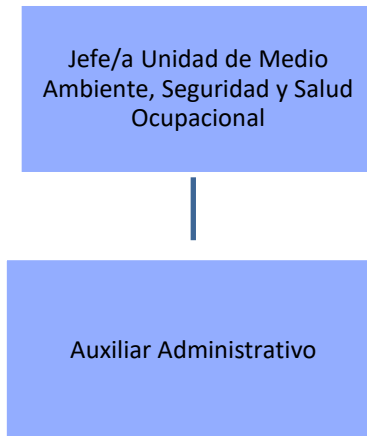 Jefe/a Unidad de Medio
Ambiente, Seguridad y Salud
Ocupacional
Auxiliar Administrativo